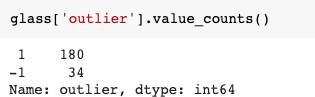 glass['outlier'].value_counts()
1 180
-1 34
Name: outlier, dtype: int64